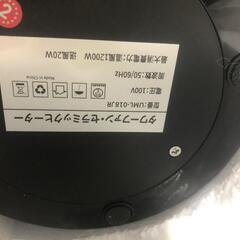 タワーファン・セラミックヒーター
型番:UML-018JR
電圧:100V
周波数:50/60Hz
最大消費電力:温風1200W 送風20W
Made in China
2